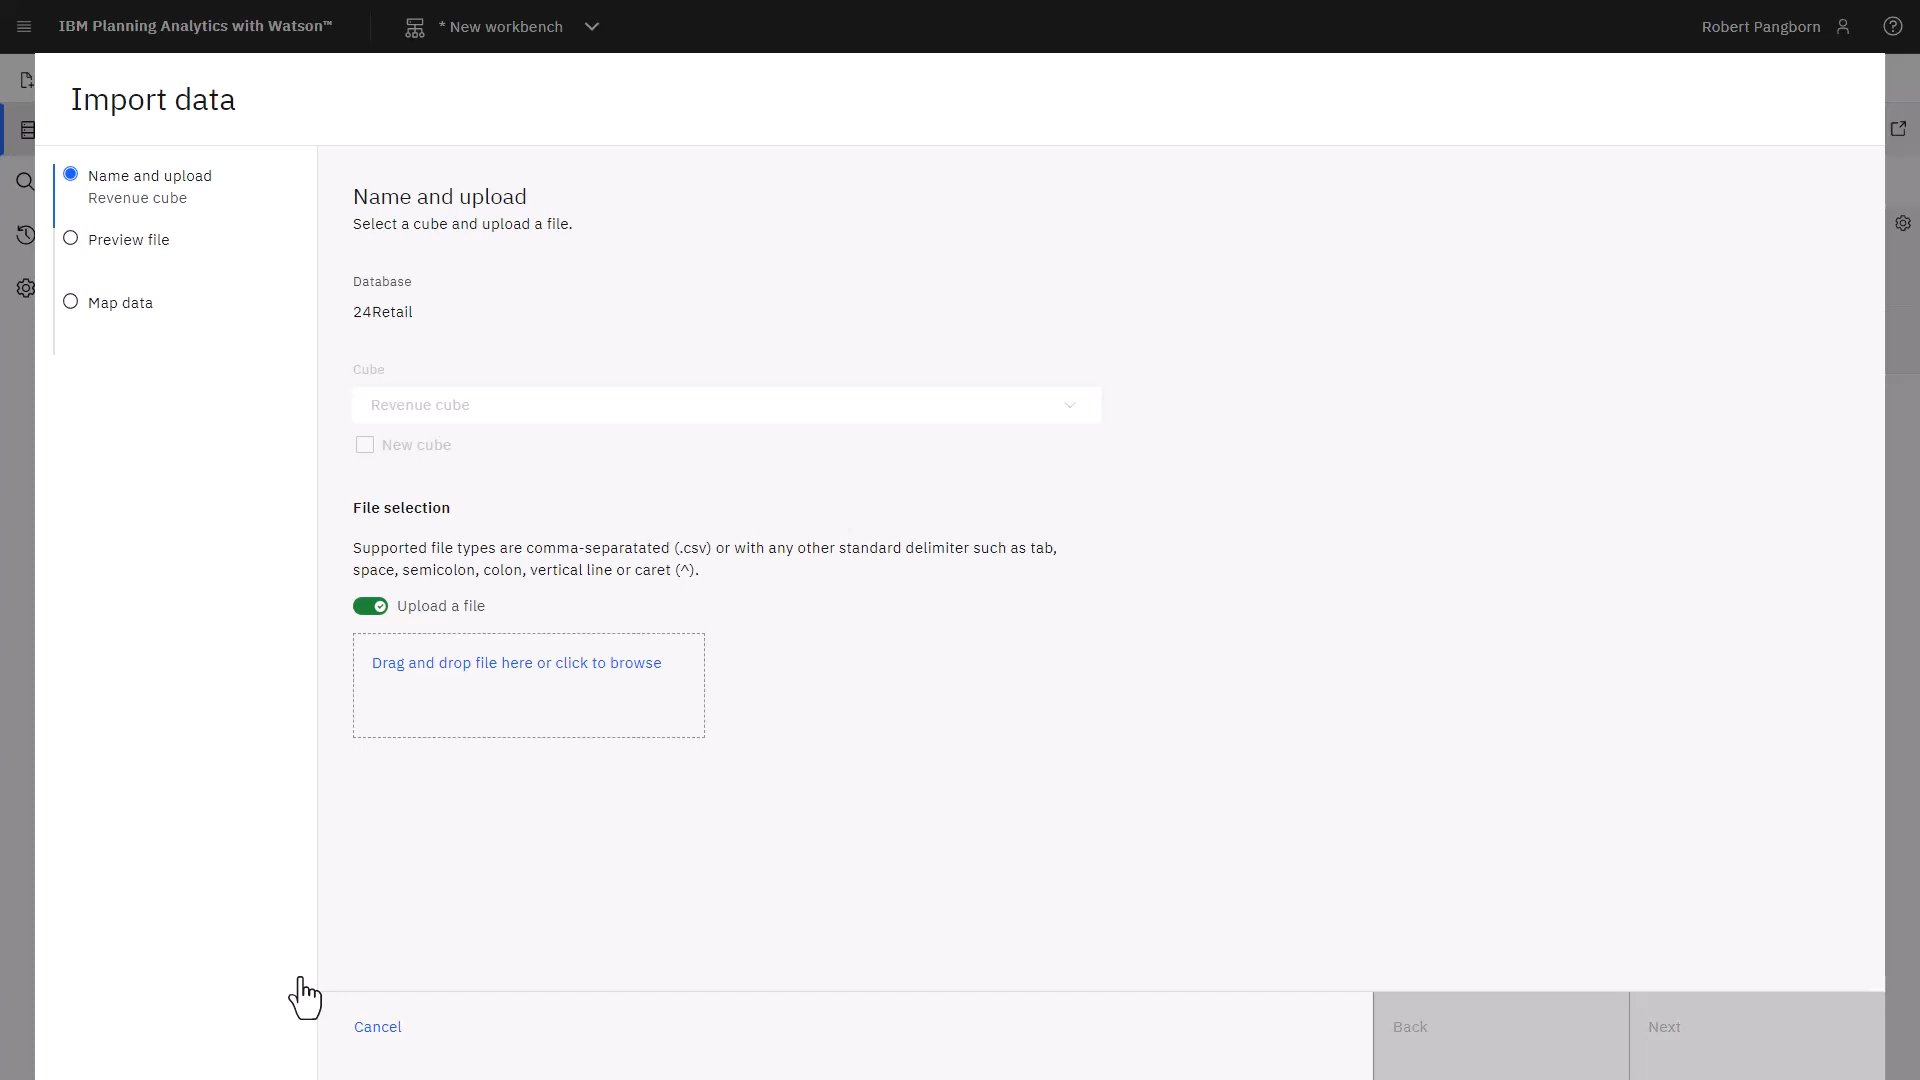 IBM Planning Analytics with Watson™
* New workbench
Robert Pangborn
Import data
Name and upload
Revenue cube
Preview file
Map data
Name and upload
Select a cube and upload a file.
Database
24Retail
Cube
Revenue cube
New cube
File selection
Supported file types are comma-separatated (.csv) or with any other standard delimiter such as tab,
space, semicolon, colon, vertical line or caret (^).
Upload a file
Drag and drop file here or click to browse
Cancel
Back
Next